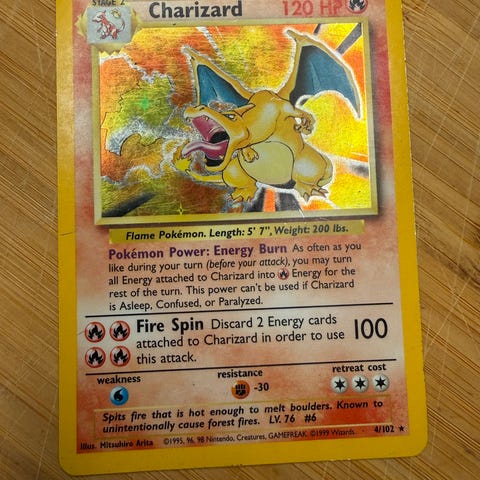 STAGE 2
Charizard 120 HP
Flame Pokémon. Length: 5' 7", Weight: 200 lbs.
Pokémon Power: Energy Burn As often as you
like during your turn (before your attack), you may turn
all Energy attached to Charizard into Energy for the
rest of the turn. This power can't be used if Charizard
is Asleep, Confused, or Paralyzed.
Fire Spin Discard 2 Energy cards
attached to Charizard in order to use
this attack.
100
weakness
resistance
-30
retreat cost
Spits fire that is hot enough to melt boulders. Known to
unintentionally cause forest fires. LV. 76 #6
Illus. Mitsuhiro Arita ©1995, 96, 98 Nintendo, Creatures, GAMEFREAK. ©1999 Wizards. 4/102 ★